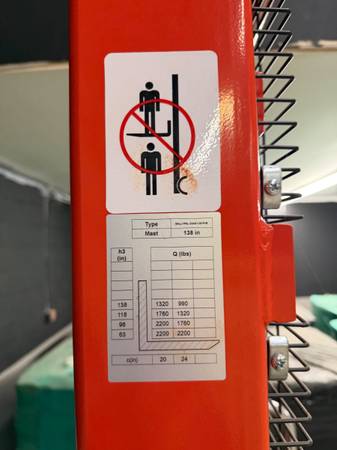 Type
Mast 138 in
h3 Q (lbs)
(in)
138 1320 990
118 1760 1320
98 2200 1760
63 2200 2200
c(in) 20 24